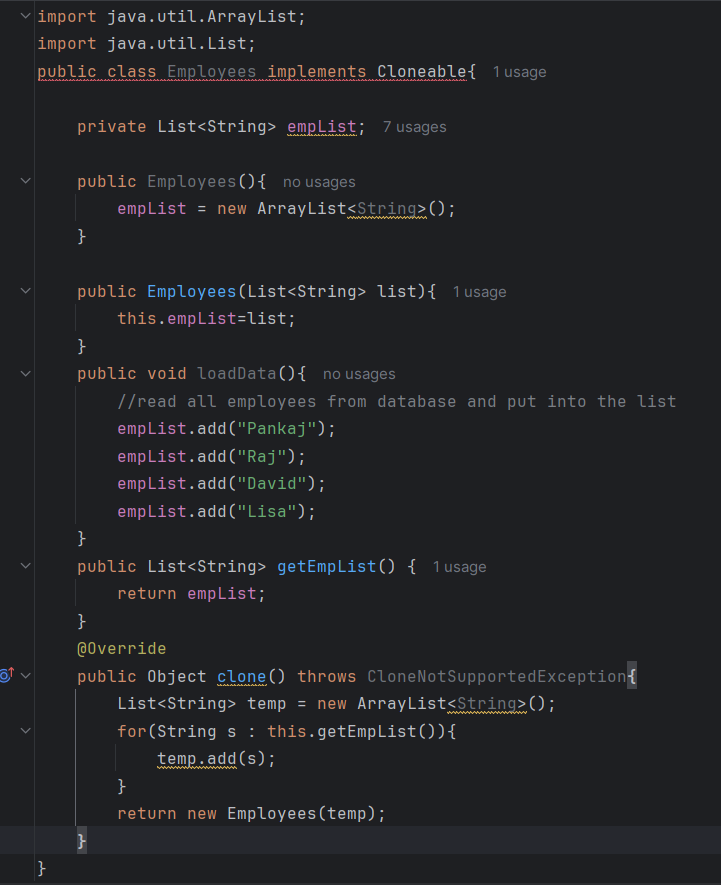 import java.util.ArrayList;
import java.util.List;
public class Employees implements Cloneable{ 1 usage
private List<String> empList; 7 usages
public Employees(){ no usages
empList = new ArrayList<String>();
}
public Employees(List<String> list){ 1 usage
this.empList=list;
}
public void loadData(){ no usages
//read all employees from database and put into the list
empList.add("Pankaj");
empList.add("Raj");
empList.add("David");
empList.add("Lisa");
}
public List<String> getEmpList() { 1 usage
return empList;
}
@Override
public Object clone() throws CloneNotSupportedException{
List<String> temp = new ArrayList<String>();
for(String s : this.getEmpList()){
temp.add(s);
}
return new Employees(temp);
}
}